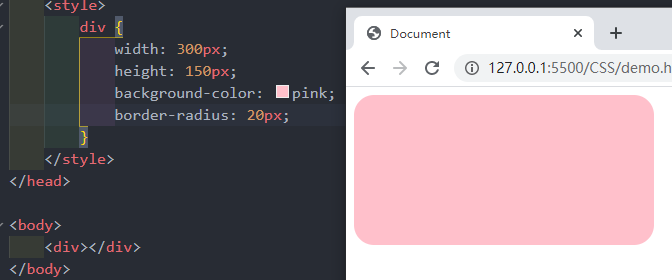 <style>
div {
width: 300px;
height: 150px;
background-color: pink;
border-radius: 20px;
}
</style>
</head>
<body>
<div></div>
</body>
Document
127.0.0.1:5500/CSS/demo.h